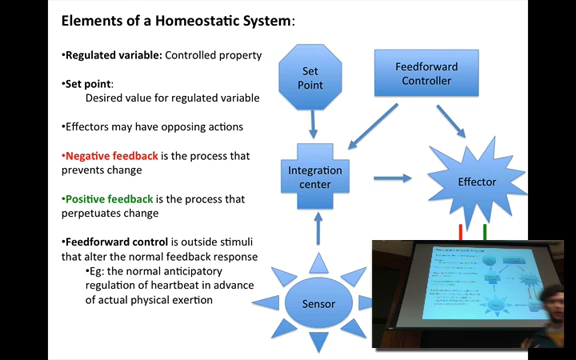 Elements of a Homeostatic System:
•Regulated variable: Controlled property
•Set point:
Desired value for regulated variable
•Effectors may have opposing actions
•Negative feedback is the process that
prevents change
•Positive feedback is the process that
perpetuates change
•Feedforward control is outside stimuli
that alter the normal feedback response
•Eg: the normal anticipatory
regulation of heartbeat in advance
of actual physical exertion
Set
Point
Feedforward
Controller
Integration
center
Effector
Sensor